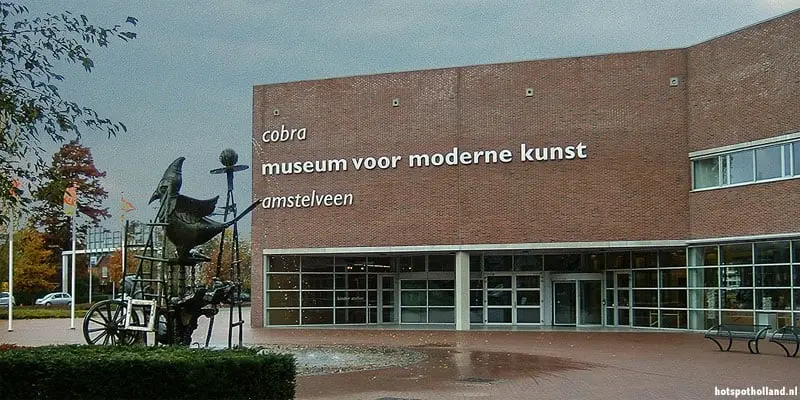 cobra
museum voor moderne kunst
amstelveen
hotspotholland.nl